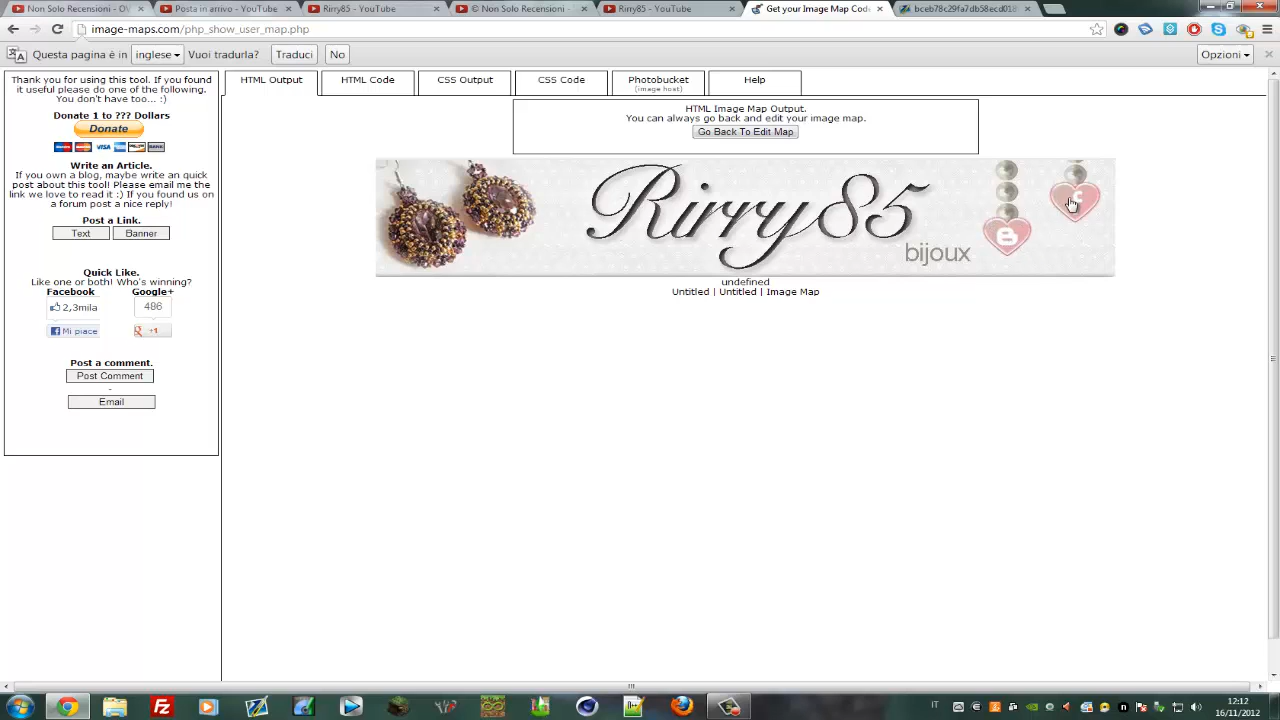 Non Solo Recensioni - OV
Posta in arrivo - YouTube
Rirry85 - YouTube
© Non Solo Recensioni -
Rirry85 - YouTube
Get your Image Map Code
bceb78c29fa7db58ecd018
image-maps.com/php_show_user_map.php
Questa pagina è in inglese Vuoi tradurla? Traduci No Opzioni
Thank you for using this tool. If you found
it useful please do one of the following.
You don't have too... :)
Donate 1 to ??? Dollars
Donate
VISA
BANK
Write an Article.
If you own a blog, maybe write an quick
post about this tool! Please email me the
link we love to read it :) If you found us on
a forum post a nice reply!
Post a Link.
Text Banner
Quick Like.
Like one or both! Who's winning?
Facebook Google+
2,3mila 486
Mi piace +1
Post a comment.
Post Comment
-
Email
HTML Output HTML Code CSS Output CSS Code Photobucket Help
(image host)
HTML Image Map Output.
You can always go back and edit your image map.
Go Back To Edit Map
Rirry85
bijoux
undefined
Untitled | Untitled | Image Map
IT
12:12
16/11/2012